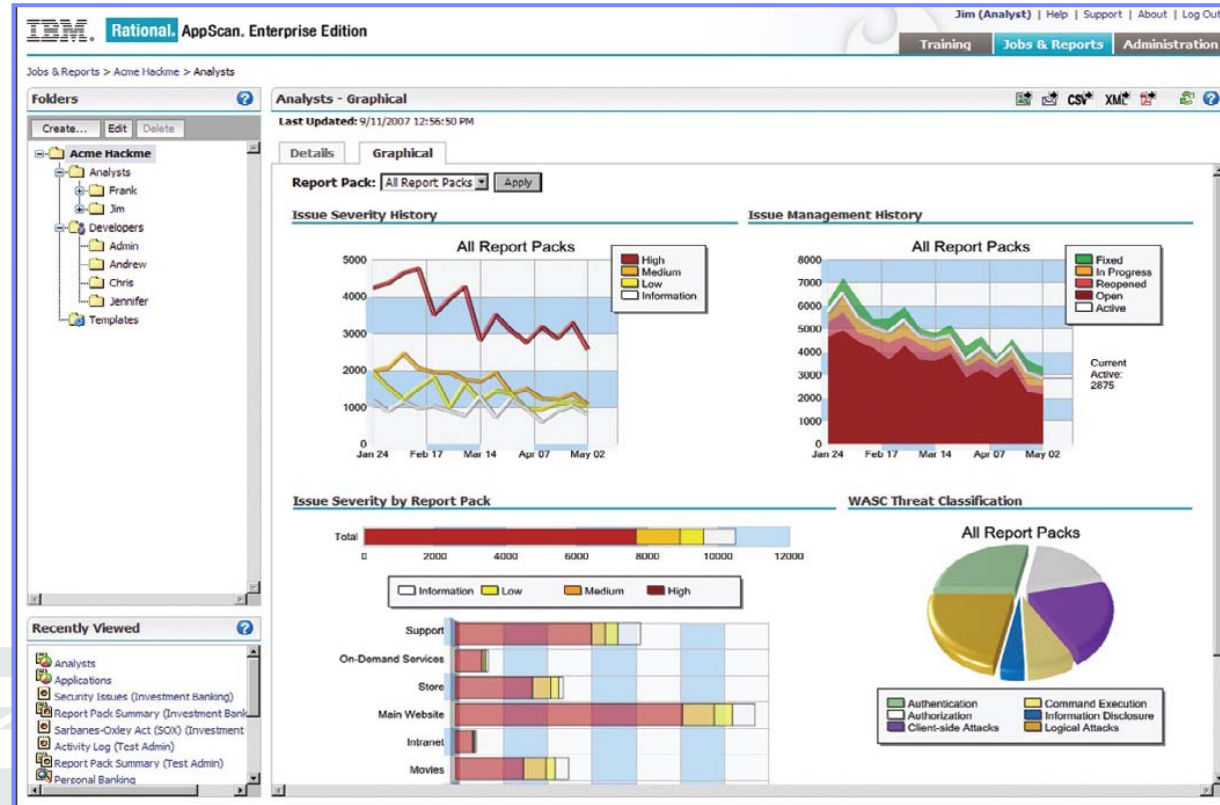 IBM. Rational. AppScan. Enterprise Edition
Jim (Analyst) | Help | Support | About | Log Out
Training Jobs & Reports Administration
Jobs & Reports > Acme Hackme > Analysts
Folders
Create... Edit Delete
Acme Hackme
Analysts
Frank
Jim
Developers
Admin
Andrew
Chris
Jennifer
Templates
Recently Viewed
Analysts
Applications
Security Issues (Investment Banking)
Report Pack Summary (Investment Bank
Sarbanes-Oxley Act (SOX) (Investment
Activity Log (Test Admin)
Report Pack Summary (Test Admin)
Personal Banking
Analysts - Graphical
CSV XML
Last Updated: 9/11/2007 12:56:50 PM
Details Graphical
Report Pack: All Report Packs Apply
Issue Severity History
All Report Packs
High
Medium
Low
Information
5000
4000
3000
2000
1000
0
Jan 24 Feb 17 Mar 14 Apr 07 May 02
Issue Management History
All Report Packs
Fixed
In Progress
Reopened
Open
Active
8000
7000
6000
5000
4000
3000
2000
1000
0
Jan 24 Feb 17 Mar 14 Apr 07 May 02
Current
Active:
2875
Issue Severity by Report Pack
Total
0 2000 4000 6000 8000 10000 12000
Information Low Medium High
Support
On-Demand Services
Store
Main Website
Intranet
Movies
WASC Threat Classification
All Report Packs
Authentication
Authorization
Client-side Attacks
Command Execution
Information Disclosure
Logical Attacks